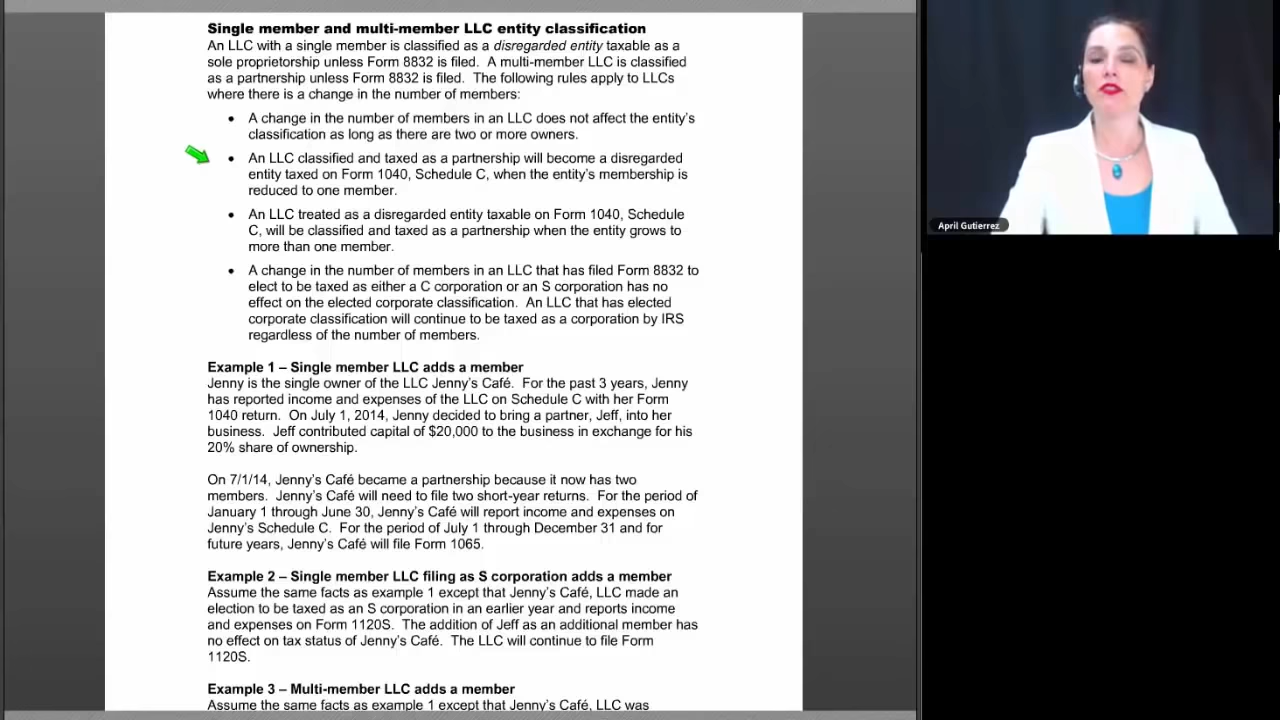 Single member and multi-member LLC entity classification
An LLC with a single member is classified as a disregarded entity taxable as a
sole proprietorship unless Form 8832 is filed. A multi-member LLC is classified
as a partnership unless Form 8832 is filed. The following rules apply to LLCs
where there is a change in the number of members:
• A change in the number of members in an LLC does not affect the entity's
classification as long as there are two or more owners.
• An LLC classified and taxed as a partnership will become a disregarded
entity taxed on Form 1040, Schedule C, when the entity's membership is
reduced to one member.
• An LLC treated as a disregarded entity taxable on Form 1040, Schedule
C, will be classified and taxed as a partnership when the entity grows to
more than one member.
• A change in the number of members in an LLC that has filed Form 8832 to
elect to be taxed as either a C corporation or an S corporation has no
effect on the elected corporate classification. An LLC that has elected
corporate classification will continue to be taxed as a corporation by IRS
regardless of the number of members.
Example 1 – Single member LLC adds a member
Jenny is the single owner of the LLC Jenny's Café. For the past 3 years, Jenny
has reported income and expenses of the LLC on Schedule C with her Form
1040 return. On July 1, 2014, Jenny decided to bring a partner, Jeff, into her
business. Jeff contributed capital of $20,000 to the business in exchange for his
20% share of ownership.
On 7/1/14, Jenny's Café became a partnership because it now has two
members. Jenny's Café will need to file two short-year returns. For the period of
January 1 through June 30, Jenny's Café will report income and expenses on
Jenny's Schedule C. For the period of July 1 through December 31 and for
future years, Jenny's Café will file Form 1065.
Example 2 – Single member LLC filing as S corporation adds a member
Assume the same facts as example 1 except that Jenny's Café, LLC made an
election to be taxed as an S corporation in an earlier year and reports income
and expenses on Form 1120S. The addition of Jeff as an additional member has
no effect on tax status of Jenny's Café. The LLC will continue to file Form
1120S.
Example 3 – Multi-member LLC adds a member
Assume the same facts as example 1 except that Jenny's Café, LLC was
April Gutierrez